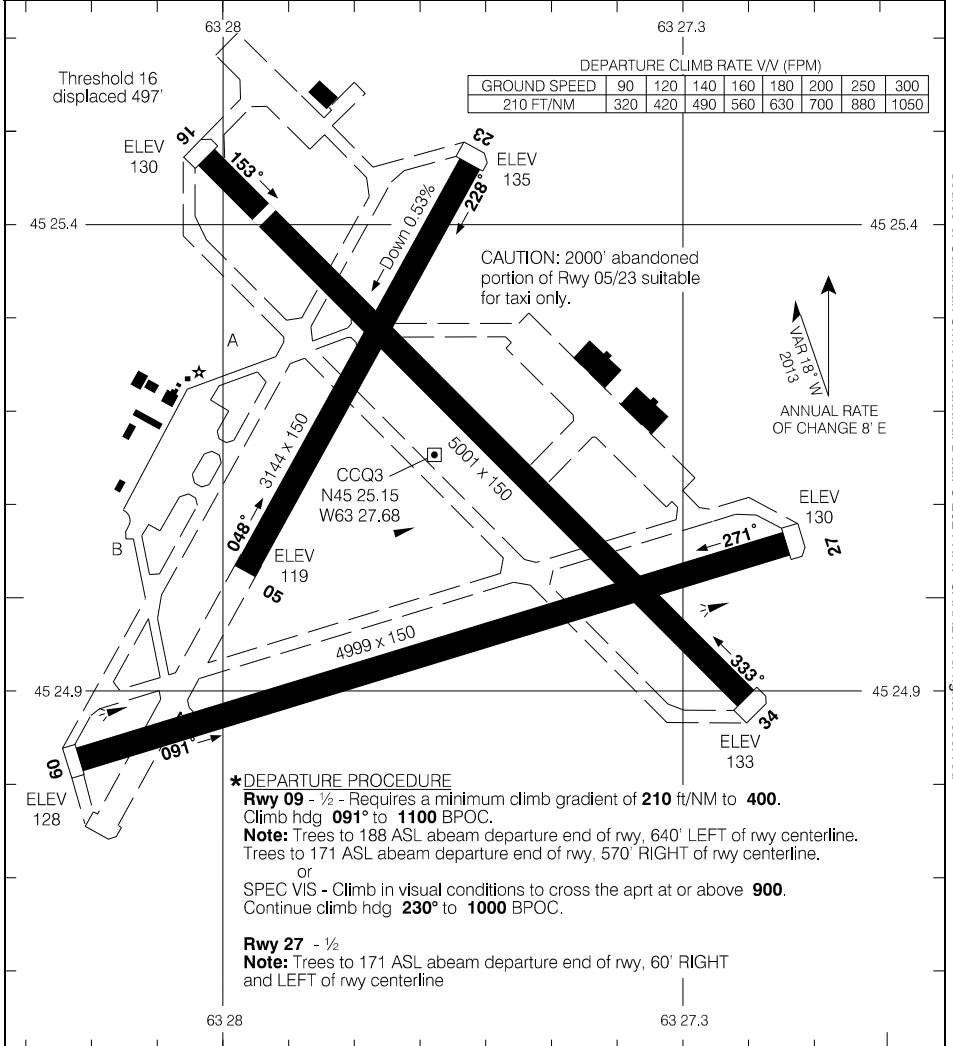 63 28
63 27.3
Threshold 16
displaced 497'
DEPARTURE CLIMB RATE V/V (FPM)
GROUND SPEED 90 120 140 160 180 200 250 300
210 FT/NM 320 420 490 560 630 700 880 1050
16
ELEV
130
153°
23
ELEV
135
228°
Down 0.53%
45 25.4
45 25.4
CAUTION: 2000' abandoned
portion of Rwy 05/23 suitable
for taxi only.
VAR 18° W
2013
ANNUAL RATE
OF CHANGE 8' E
A
3144 x 150
5001 x 150
CCQ3
N45 25.15
W63 27.68
B
048°
ELEV
119
05
ELEV
130
27
271°
4999 x 150
333°
45 24.9
45 24.9
34
ELEV
133
091°
09
ELEV
128
*DEPARTURE PROCEDURE
Rwy 09 - ½ - Requires a minimum climb gradient of 210 ft/NM to 400.
Climb hdg 091° to 1100 BPOC.
Note: Trees to 188 ASL abeam departure end of rwy, 640' LEFT of rwy centerline.
Trees to 171 ASL abeam departure end of rwy, 570' RIGHT of rwy centerline.
or
SPEC VIS - Climb in visual conditions to cross the aprt at or above 900.
Continue climb hdg 230° to 1000 BPOC.
Rwy 27 - ½
Note: Trees to 171 ASL abeam departure end of rwy, 60' RIGHT
and LEFT of rwy centerline
63 28
63 27.3